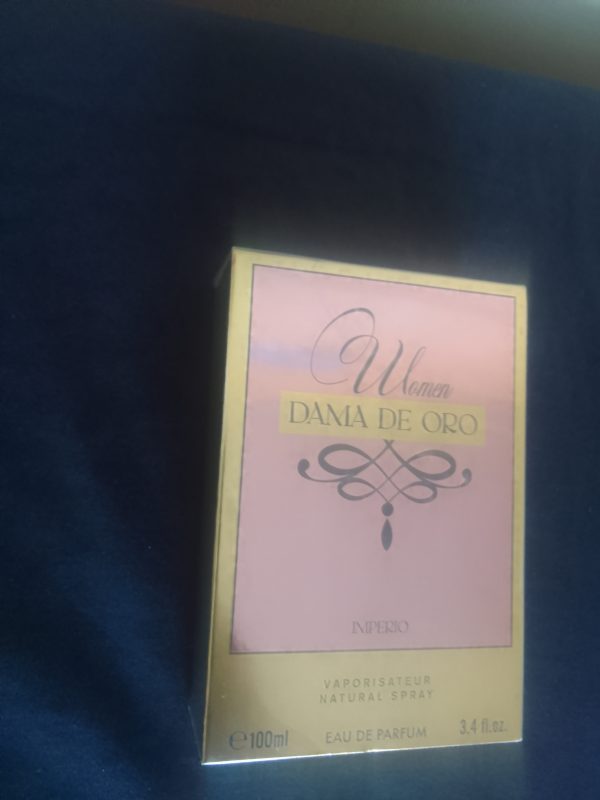 Women
DAMA DE ORO
IMPERIO
VAPORISATEUR
NATURAL SPRAY
℮100ml EAU DE PARFUM 3.4 fl.oz.